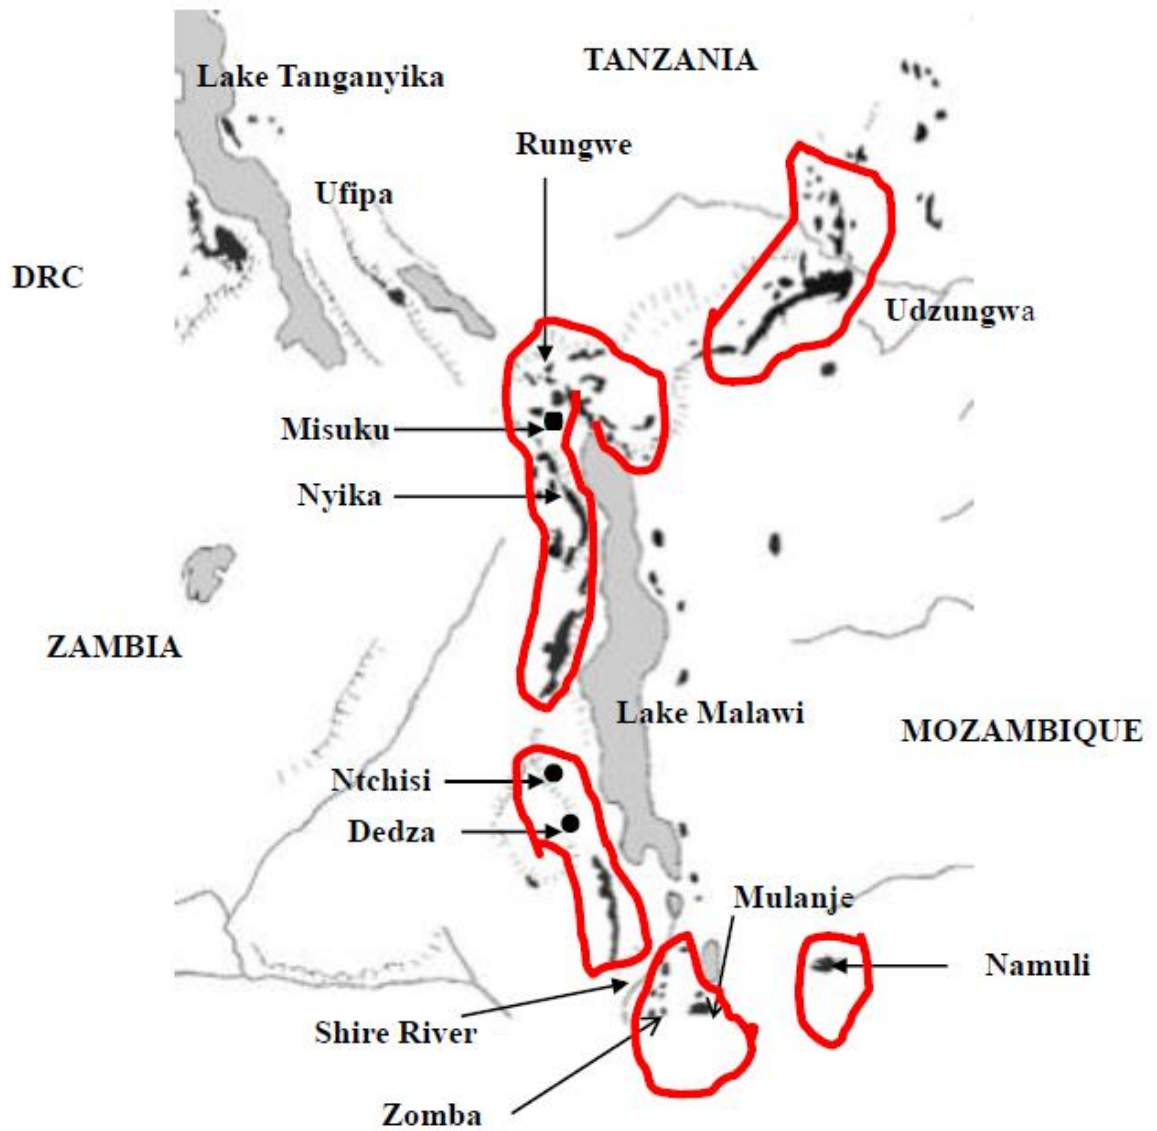 TANZANIA
Lake Tanganyika
Rungwe
Ufipa
DRC
Udzungwa
Misuku
Nyika
ZAMBIA
Lake Malawi
MOZAMBIQUE
Ntchisi
Dedza
Mulanje
Namuli
Shire River
Zomba